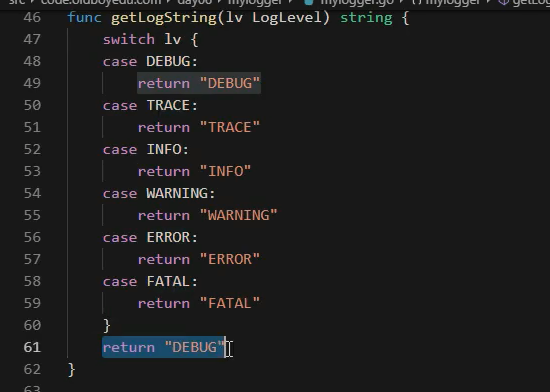 src > code.oldboyedu.com > day06 > mylogger > mylogger.go > {} mylogger > getLog
46 func getLogString(lv LogLevel) string {
47 switch lv {
48 case DEBUG:
49 return "DEBUG"
50 case TRACE:
51 return "TRACE"
52 case INFO:
53 return "INFO"
54 case WARNING:
55 return "WARNING"
56 case ERROR:
57 return "ERROR"
58 case FATAL:
59 return "FATAL"
60 }
61 return "DEBUG"
62 }
63